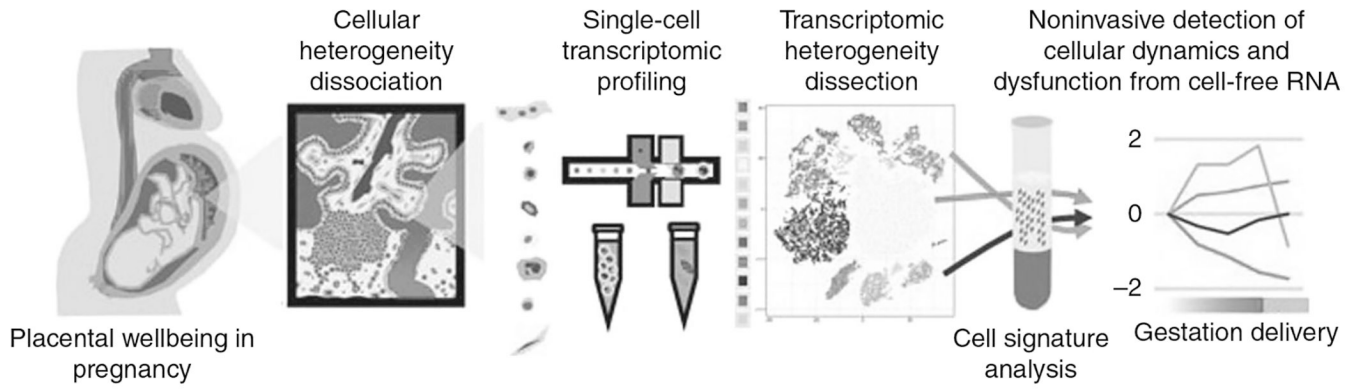 Cellular
heterogeneity
dissociation
Single-cell
transcriptomic
profiling
Transcriptomic
heterogeneity
dissection
Noninvasive detection of
cellular dynamics and
dysfunction from cell-free RNA
Placental wellbeing in
pregnancy
Cell signature
analysis
2
0
–2
Gestation delivery